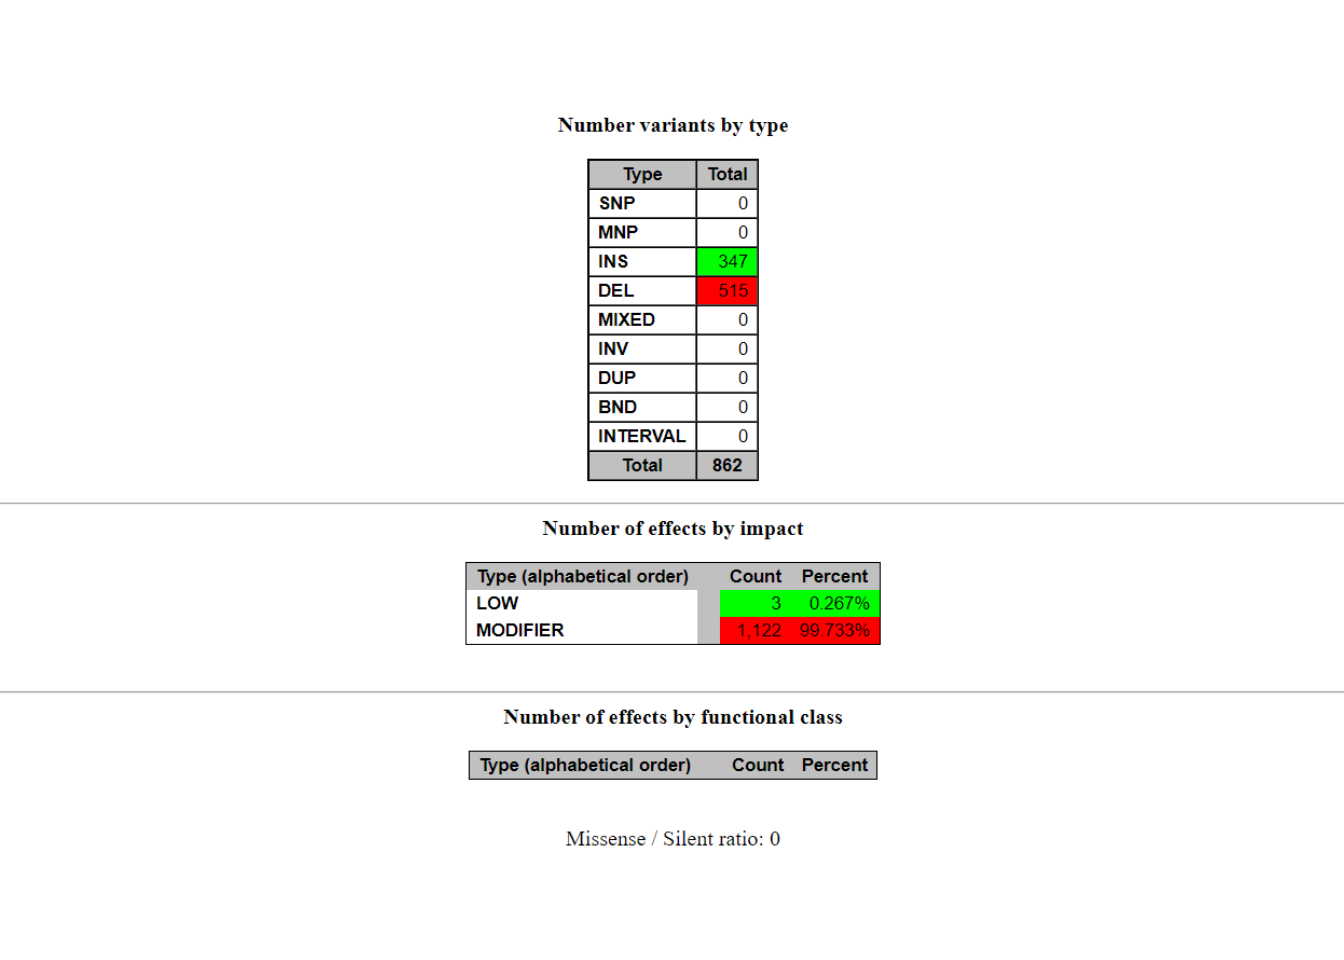 Number variants by type
Type Total
SNP 0
MNP 0
INS 347
DEL 515
MIXED 0
INV 0
DUP 0
BND 0
INTERVAL 0
Total 862
Number of effects by impact
Type (alphabetical order) Count Percent
LOW 3 0.267%
MODIFIER 1,122 99.733%
Number of effects by functional class
Type (alphabetical order) Count Percent
Missense / Silent ratio: 0